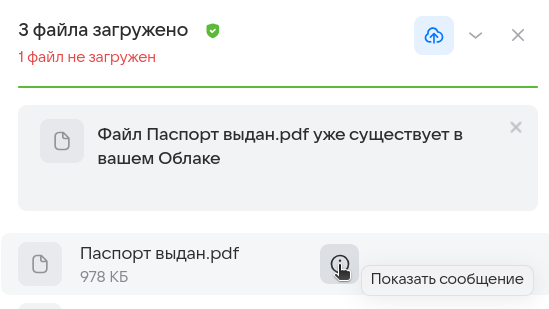 3 файла загружено
1 файл не загружен
Файл Паспорт выдан.pdf уже существует в
вашем Облаке
Паспорт выдан.pdf
978 КБ
Показать сообщение